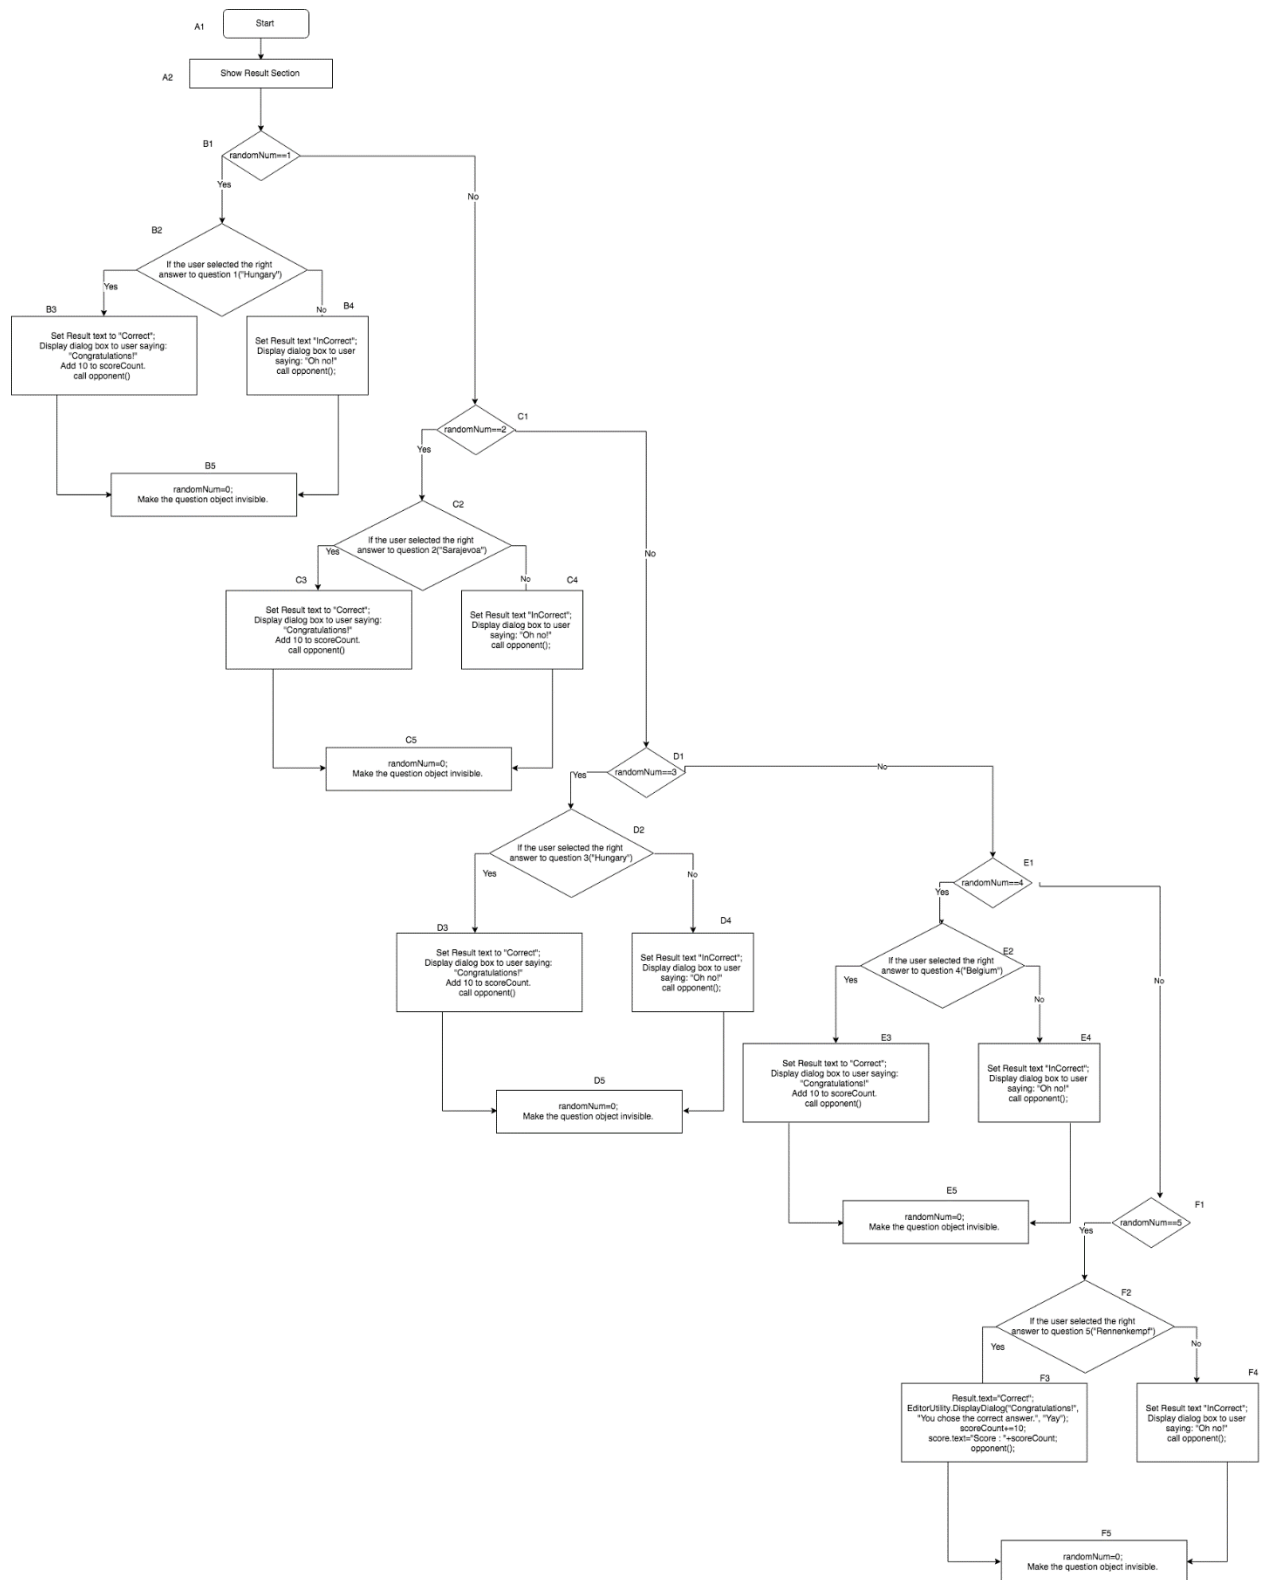 A1
Start
A2
Show Result Section
B1
randomNum==1
Yes
No
B2
If the user selected the right
answer to question 1("Hungary")
Yes
No
B3
B4
Set Result text to "Correct";
Display dialog box to user saying:
"Congratulations!"
Add 10 to scoreCount.
call opponent()
Set Result text "InCorrect";
Display dialog box to user
saying: "Oh no!"
call opponent();
B5
randomNum=0;
Make the question object invisible.
C1
randomNum==2
Yes
No
C2
If the user selected the right
answer to question 2("Sarajevoa")
Yes
No
C3
C4
Set Result text to "Correct";
Display dialog box to user saying:
"Congratulations!"
Add 10 to scoreCount.
call opponent()
Set Result text "InCorrect";
Display dialog box to user
saying: "Oh no!"
call opponent();
C5
randomNum=0;
Make the question object invisible.
D1
randomNum==3
Yes
No
D2
If the user selected the right
answer to question 3("Hungary")
Yes
No
D3
D4
Set Result text to "Correct";
Display dialog box to user saying:
"Congratulations!"
Add 10 to scoreCount.
call opponent()
Set Result text "InCorrect";
Display dialog box to user
saying: "Oh no!"
call opponent();
D5
randomNum=0;
Make the question object invisible.
E1
randomNum==4
Yes
No
E2
If the user selected the right
answer to question 4("Belgium")
Yes
No
E3
E4
Set Result text to "Correct";
Display dialog box to user saying:
"Congratulations!"
Add 10 to scoreCount.
call opponent()
Set Result text "InCorrect";
Display dialog box to user
saying: "Oh no!"
call opponent();
E5
randomNum=0;
Make the question object invisible.
F1
randomNum==5
Yes
F2
If the user selected the right
answer to question 5("Rennenkempf")
Yes
No
F3
F4
Result.text="Correct";
EditorUtility.DisplayDialog("Congratulations!",
"You chose the correct answer.", "Yay");
scoreCount+=10;
score.text="Score : "+scoreCount;
opponent();
Set Result text "InCorrect";
Display dialog box to user
saying: "Oh no!"
call opponent();
F5
randomNum=0;
Make the question object invisible.